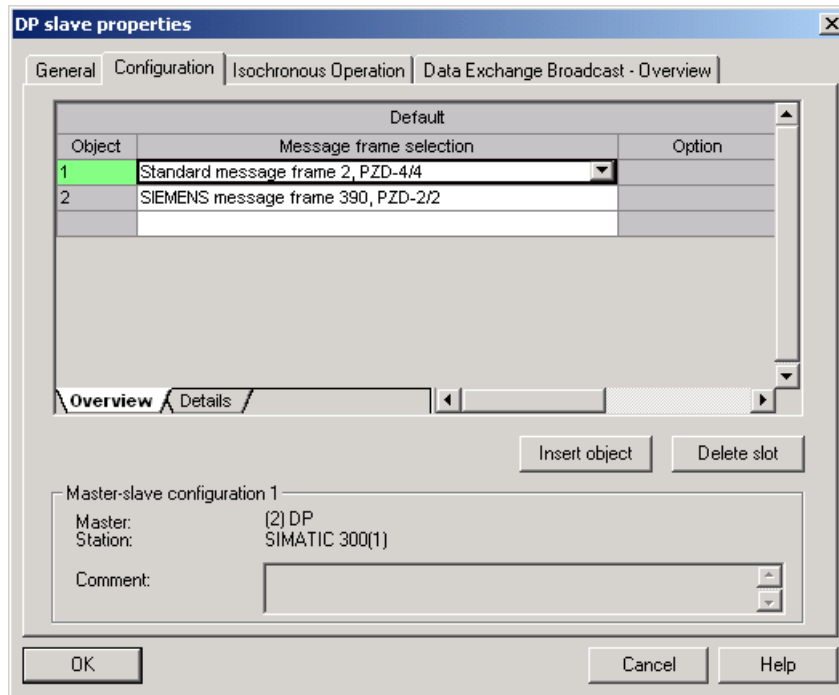 DP slave properties
General Configuration Isochronous Operation Data Exchange Broadcast - Overview
Default
Object Message frame selection Option
1 Standard message frame 2, PZD-4/4
2 SIEMENS message frame 390, PZD-2/2
Overview Details
Insert object Delete slot
Master-slave configuration 1
Master: (2) DP
Station: SIMATIC 300(1)
Comment:
OK Cancel Help